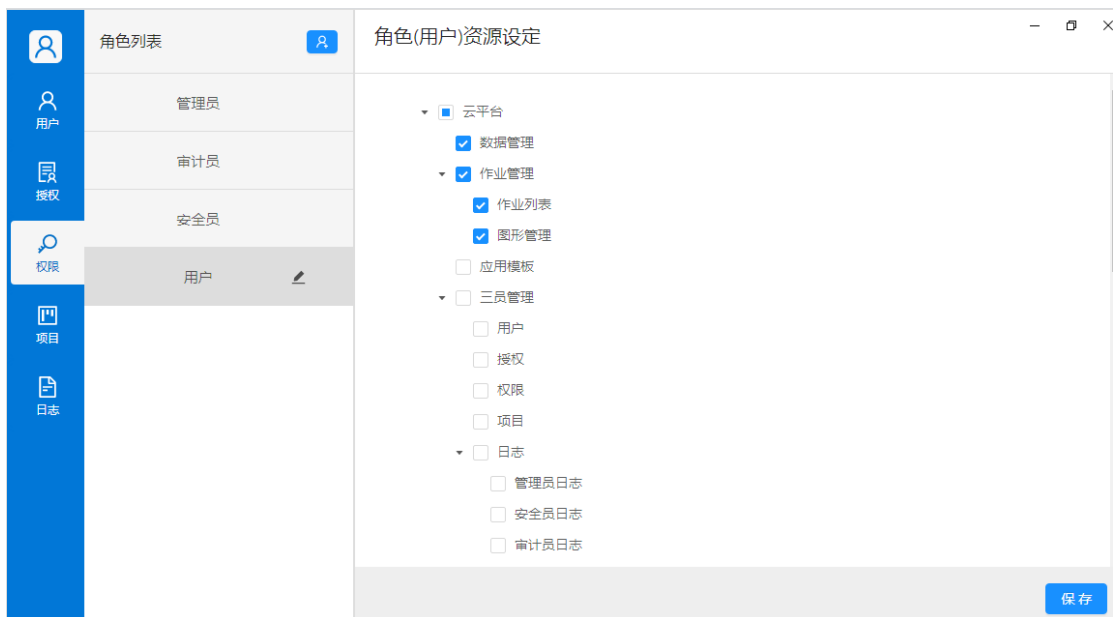 用户
授权
权限
项目
日志
角色列表
管理员
审计员
安全员
用户
角色(用户)资源设定
云平台
数据管理
作业管理
作业列表
图形管理
应用模板
三员管理
用户
授权
权限
项目
日志
管理员日志
安全员日志
审计员日志
保存